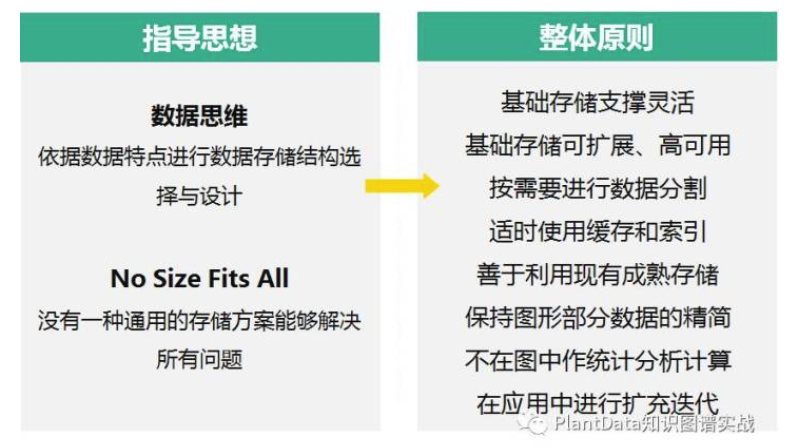 指导思想
数据思维
依据数据特点进行数据存储结构选
择与设计
No Size Fits All
没有一种通用的存储方案能够解决
所有问题
整体原则
基础存储支撑灵活
基础存储可扩展、高可用
按需要进行数据分割
适时使用缓存和索引
善于利用现有成熟存储
保持图形部分数据的精简
不在图中作统计分析计算
在应用中进行扩充迭代
PlantData知识图谱实战